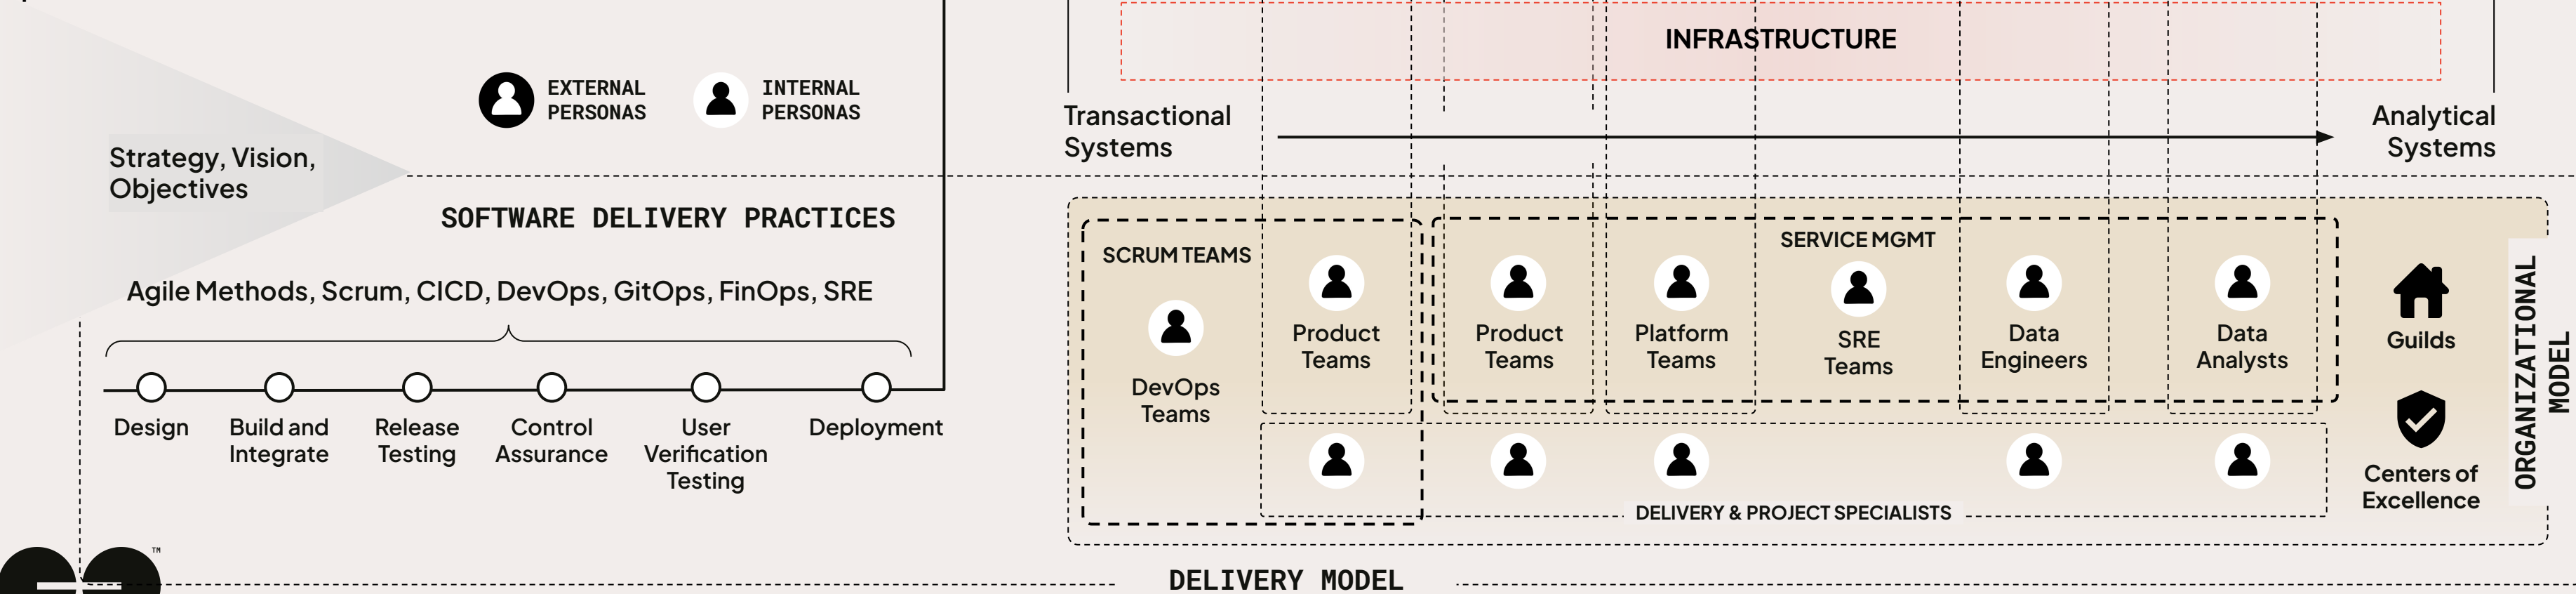 INFRASTRUCTURE
EXTERNAL
PERSONAS
INTERNAL
PERSONAS
Transactional
Systems
Analytical
Systems
Strategy, Vision,
Objectives
SOFTWARE DELIVERY PRACTICES
Agile Methods, Scrum, CICD, DevOps, GitOps, FinOps, SRE
Design
Build and
Integrate
Release
Testing
Control
Assurance
User
Verification
Testing
Deployment
SCRUM TEAMS
DevOps
Teams
Product
Teams
SERVICE MGMT
Product
Teams
Platform
Teams
SRE
Teams
Data
Engineers
Data
Analysts
Guilds
Centers of
Excellence
ORGANIZATIONAL
MODEL
DELIVERY & PROJECT SPECIALISTS
TM
DELIVERY MODEL